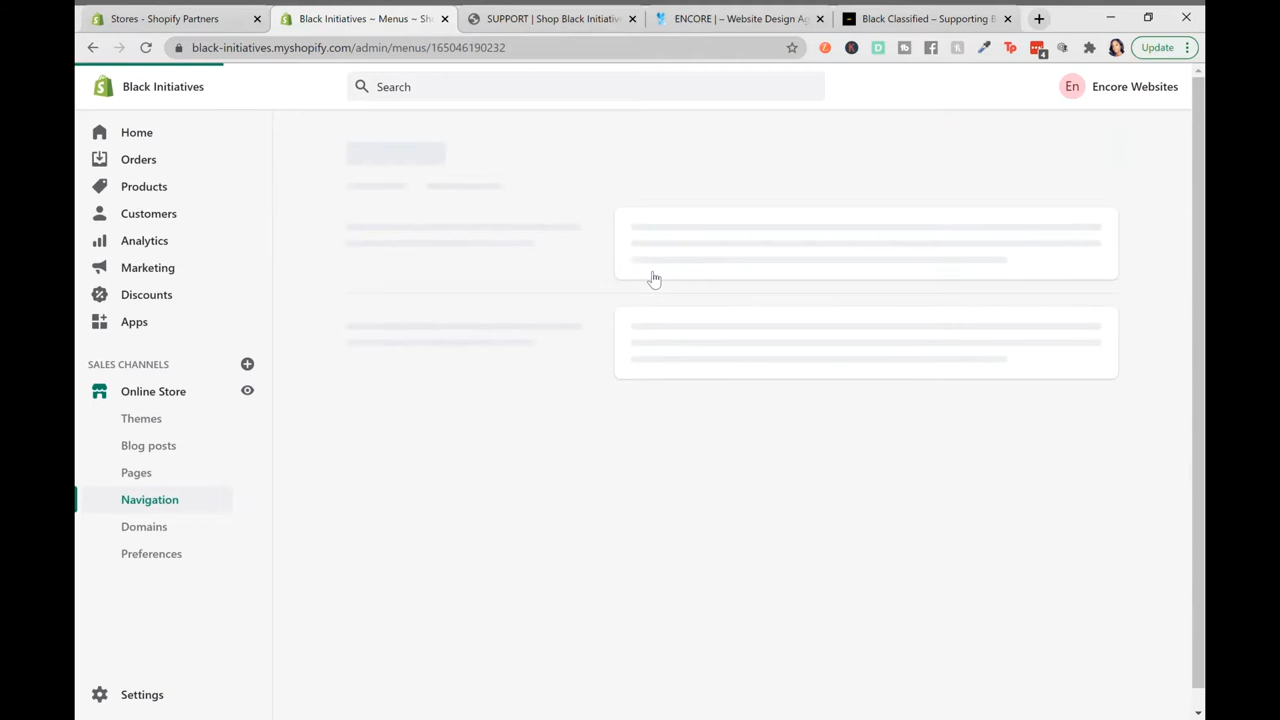 Stores - Shopify Partners
Black Initiatives ~ Menus ~ Sh
SUPPORT | Shop Black Initiativ
ENCORE | – Website Design Ag
Black Classified – Supporting B
black-initiatives.myshopify.com/admin/menus/165046190232
Tp
4
Update
Black Initiatives
Search
En
Encore Websites
Home
Orders
Products
Customers
Analytics
Marketing
Discounts
Apps
SALES CHANNELS
Online Store
Themes
Blog posts
Pages
Navigation
Domains
Preferences
Settings